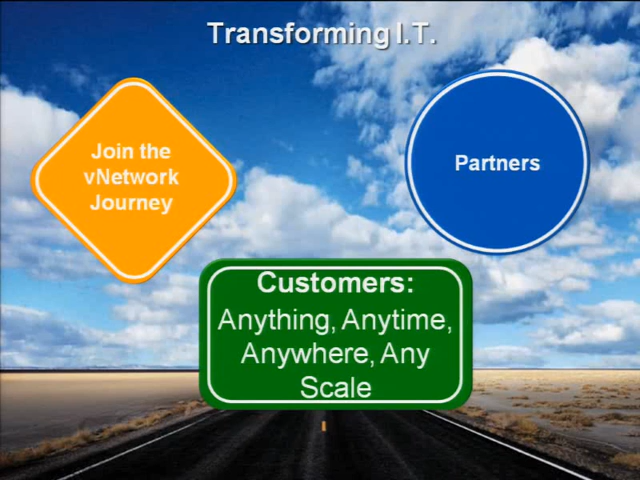 Transforming I.T.
Join the
vNetwork
Journey
Partners
Customers:
Anything, Anytime,
Anywhere, Any
Scale